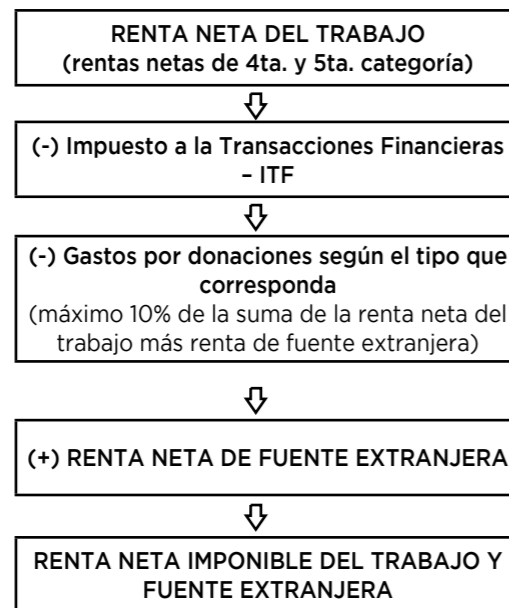 RENTA NETA DEL TRABAJO
(rentas netas de 4ta. y 5ta. categoría)
(-) Impuesto a la Transacciones Financieras
– ITF
(-) Gastos por donaciones según el tipo que
corresponda
(máximo 10% de la suma de la renta neta del
trabajo más renta de fuente extranjera)
(+) RENTA NETA DE FUENTE EXTRANJERA
RENTA NETA IMPONIBLE DEL TRABAJO Y
FUENTE EXTRANJERA